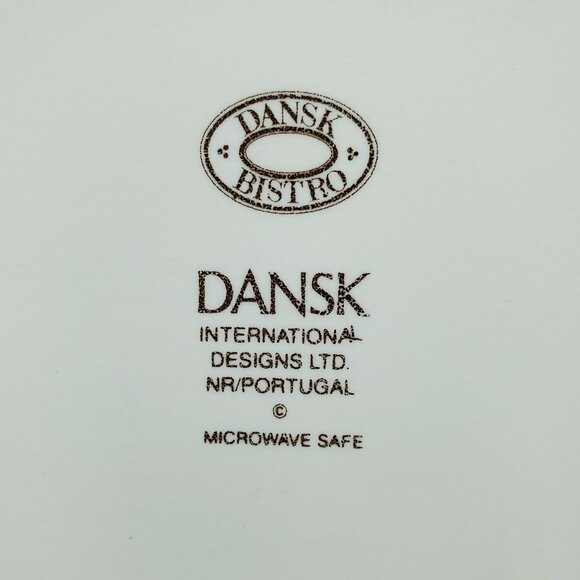 DANSK
BISTRO
DANSK
INTERNATIONAL
DESIGNS LTD.
NR/PORTUGAL
©
MICROWAVE SAFE